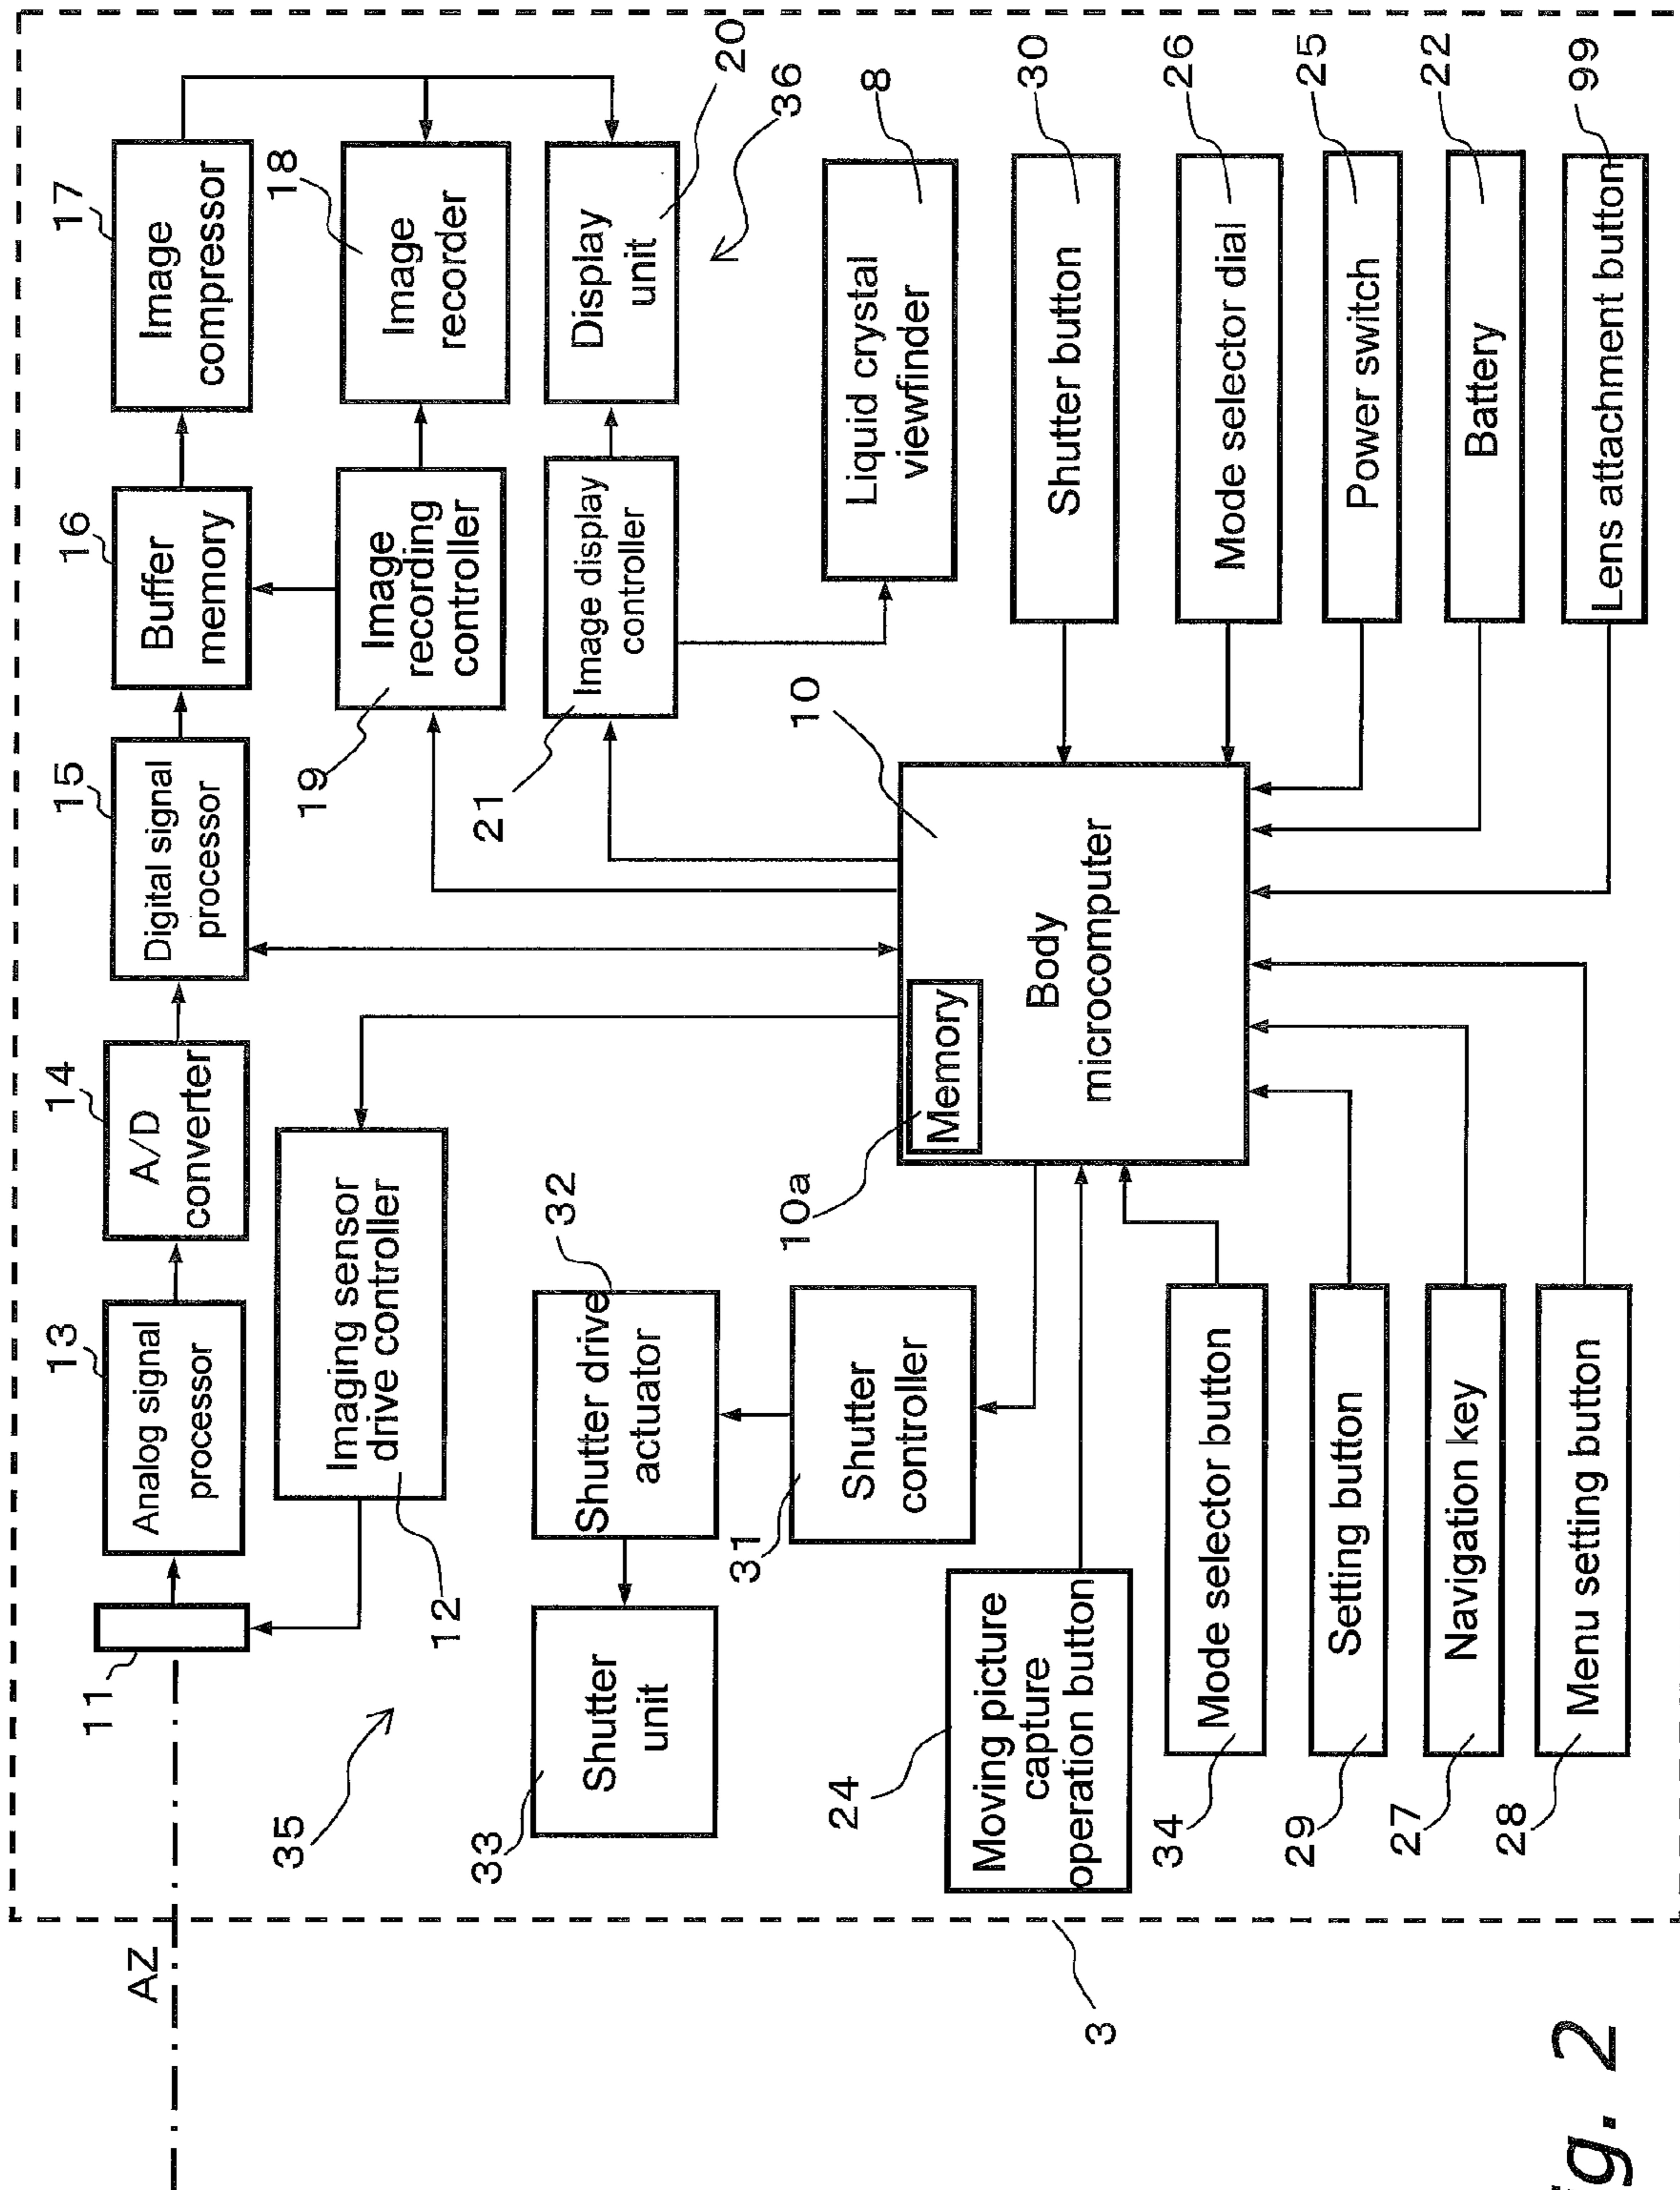 AZ
11
13
Analog signal
processor
14
A/D
converter
15
Digital signal
processor
16
Buffer
memory
17
Image
compressor
35
12
Imaging sensor
drive controller
19
Image
recording
controller
18
Image
recorder
33
Shutter
unit
32
Shutter drive
actuator
21
Image display
controller
Display
unit
20
36
31
Shutter
controller
10a
Memory
10
Body
microcomputer
Liquid crystal
viewfinder
8
24
Moving picture
capture
operation button
Shutter button
30
34
Mode selector button
Mode selector dial
26
29
Setting button
Power switch
25
27
Navigation key
Battery
22
28
Menu setting button
Lens attachment button
99
3
ig. 2